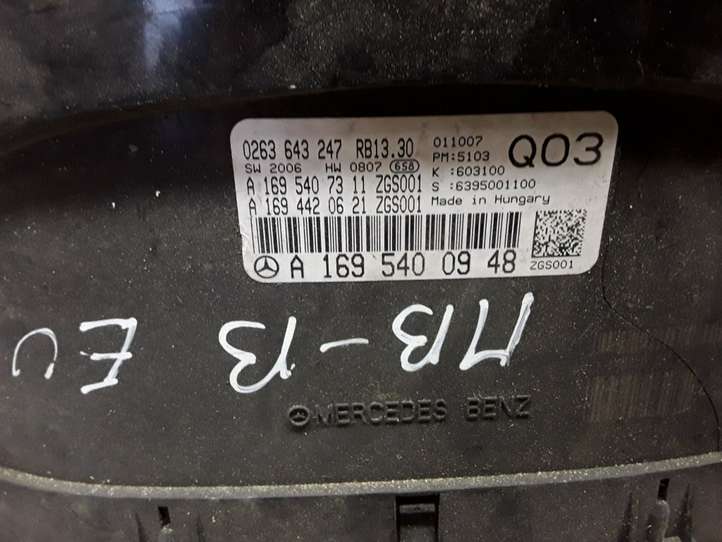 0263 643 247 RB13.30 011007 Q03
SW 2006 HW 0807 658 PM:5103
A 169 540 73 11 ZGS001 K :603100
A 169 442 06 21 ZGS001 S :6395001100
Made in Hungary
A 169 540 09 48 ZGS001
MB-B
EU
MERCEDES BENZ